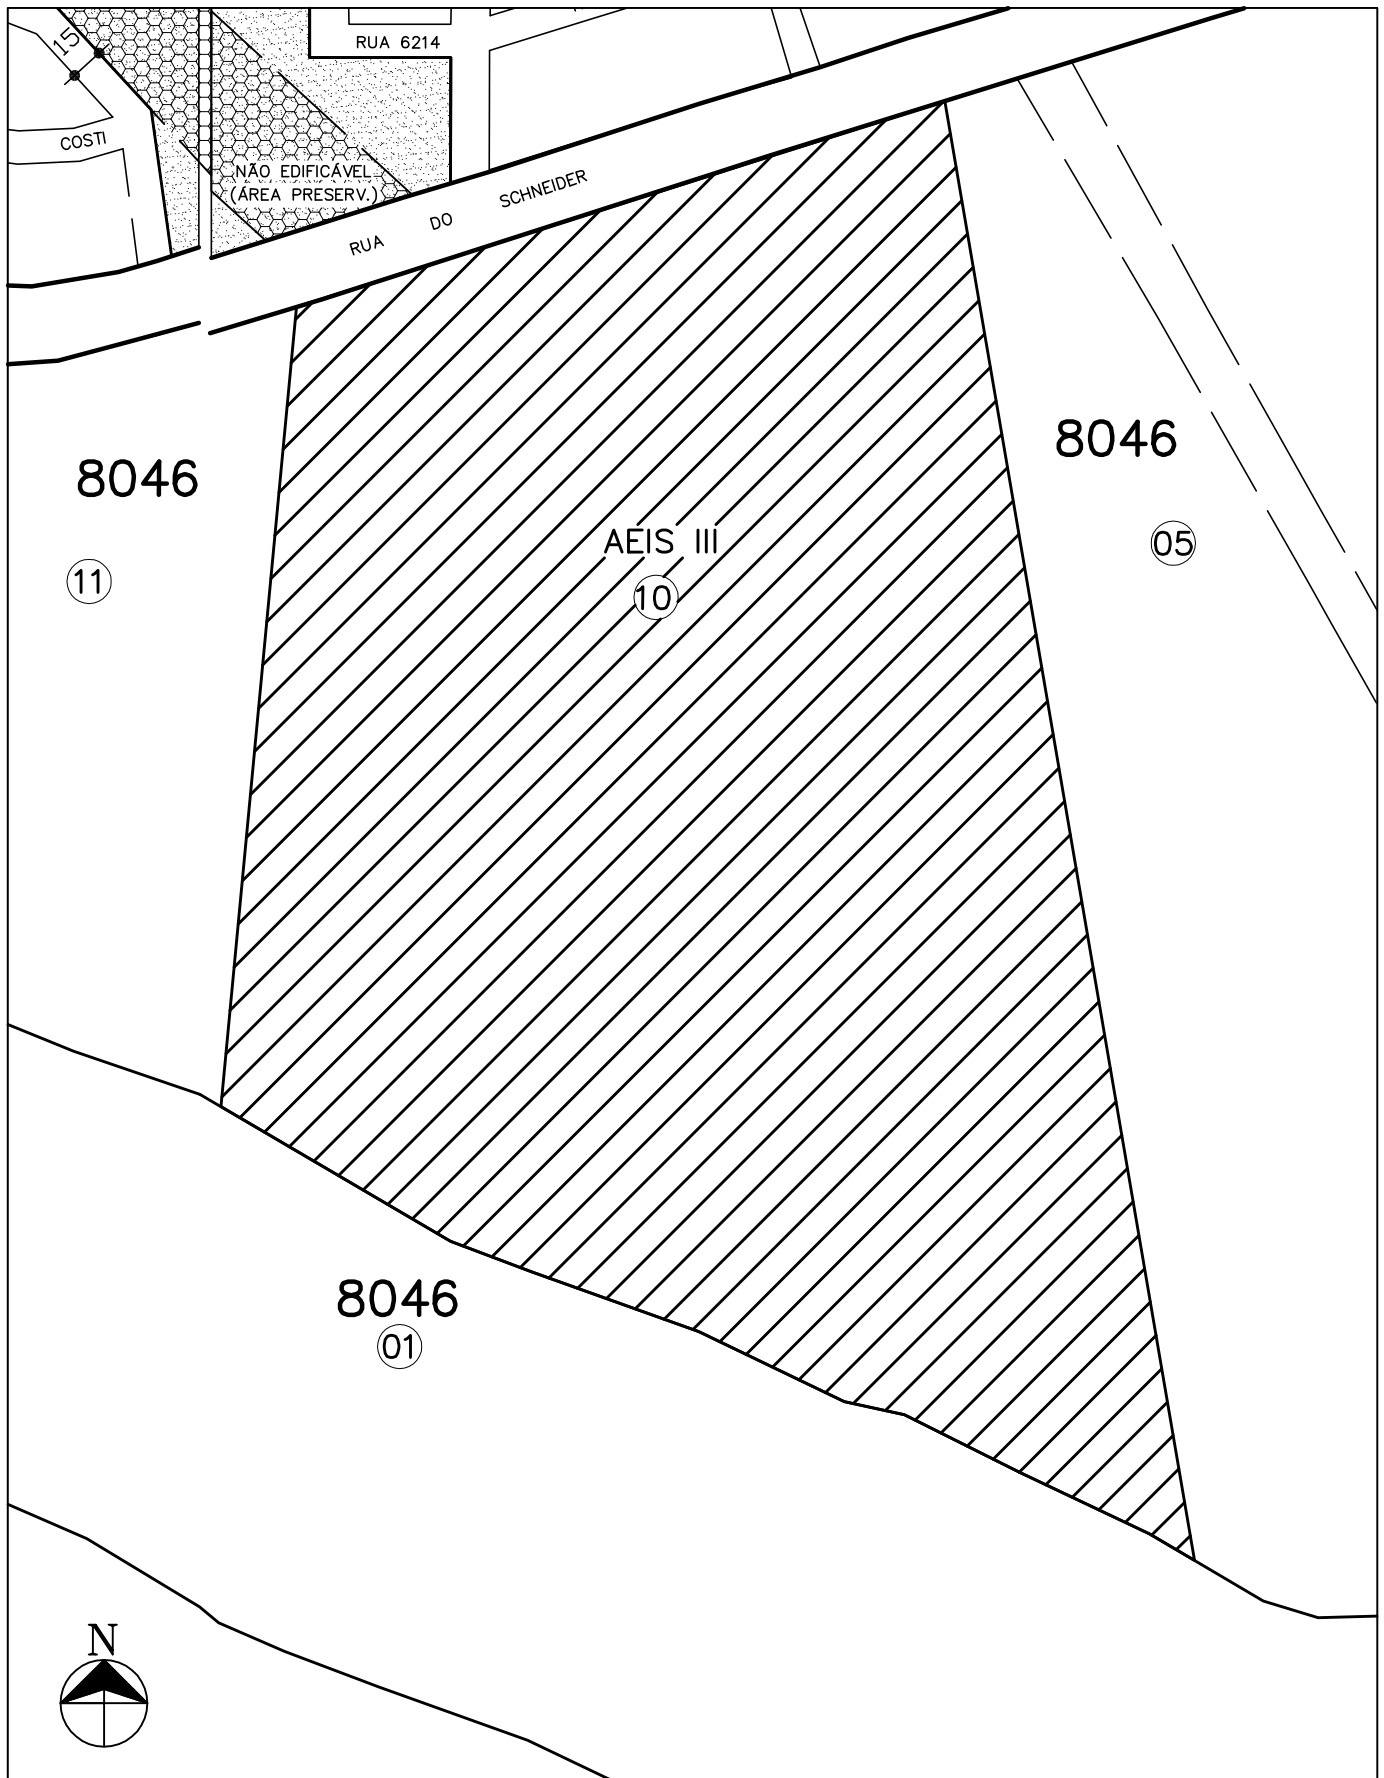 15
RUA 6214
COSTI
NÃO EDIFICÁVEL
(ÁREA PRESERV.)
RUA DO SCHNEIDER
8046
11
AEIS III
10
8046
05
8046
01
N